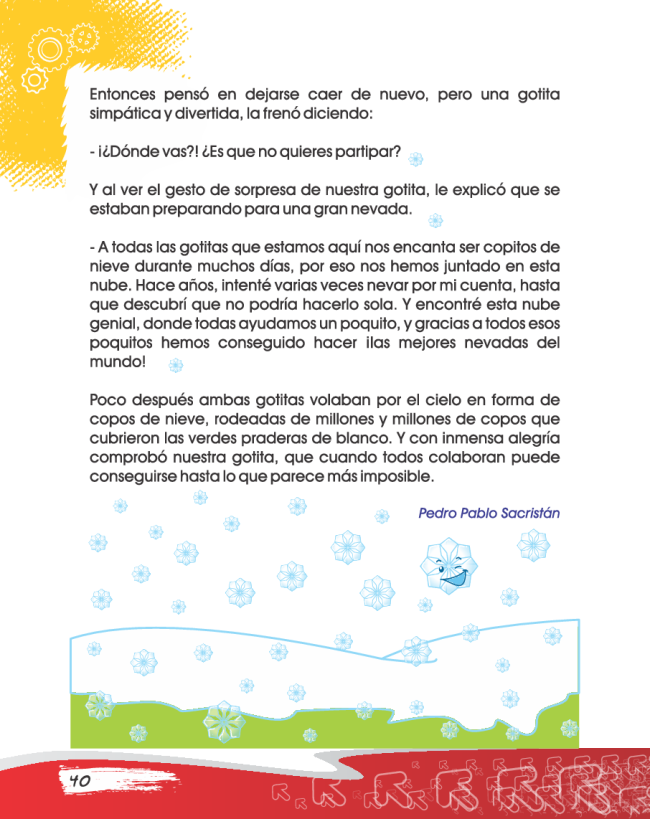 Entonces pensó en dejarse caer de nuevo, pero una gotita
simpática y divertida, la frenó diciendo:
- ¡¿Dónde vas?! ¿Es que no quieres partipar?
Y al ver el gesto de sorpresa de nuestra gotita, le explicó que se
estaban preparando para una gran nevada.
- A todas las gotitas que estamos aquí nos encanta ser copitos de
nieve durante muchos días, por eso nos hemos juntado en esta
nube. Hace años, intenté varias veces nevar por mi cuenta, hasta
que descubrí que no podría hacerlo sola. Y encontré esta nube
genial, donde todas ayudamos un poquito, y gracias a todos esos
poquitos hemos conseguido hacer ¡las mejores nevadas del
mundo!
Poco después ambas gotitas volaban por el cielo en forma de
copos de nieve, rodeadas de millones y millones de copos que
cubrieron las verdes praderas de blanco. Y con inmensa alegría
comprobó nuestra gotita, que cuando todos colaboran puede
conseguirse hasta lo que parece más imposible.
Pedro Pablo Sacristán
40